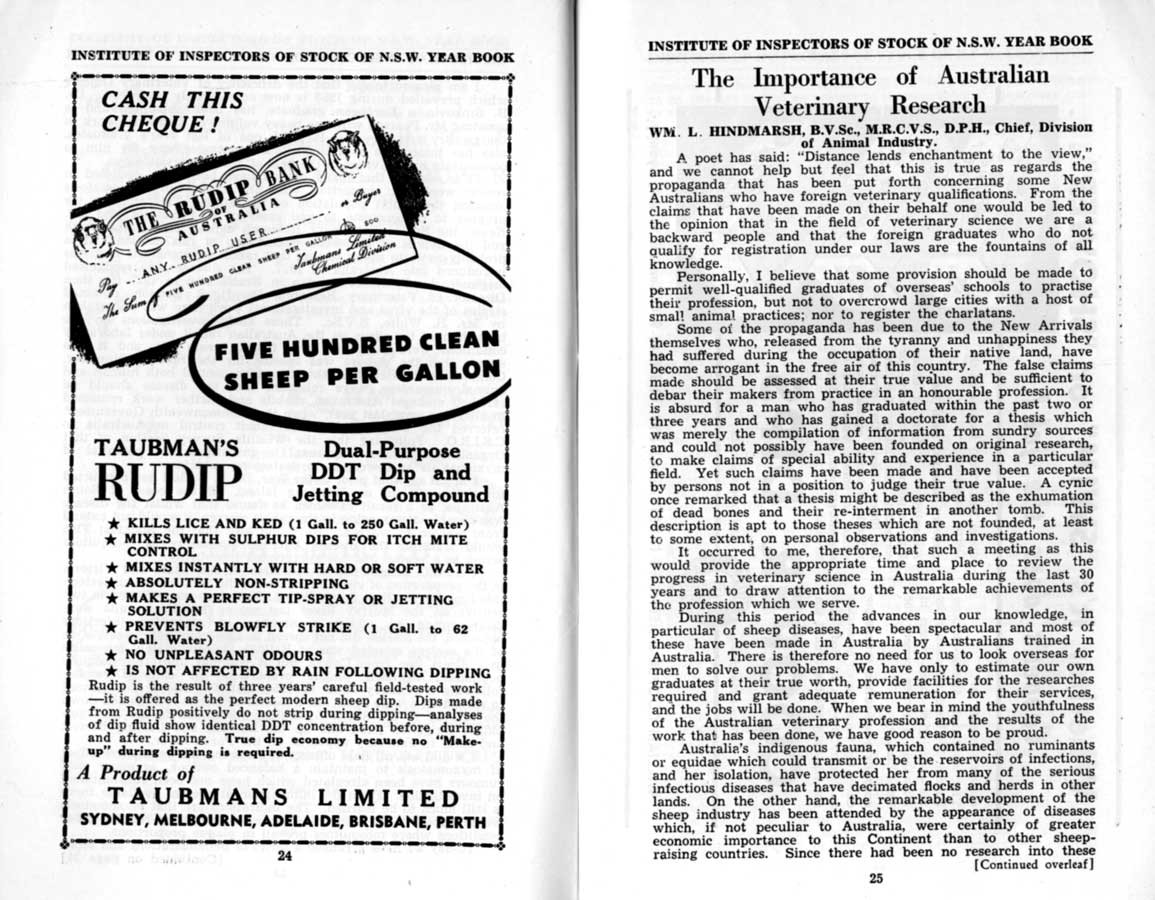 INSTITUTE OF INSPECTORS OF STOCK OF N.S.W. YEAR BOOK
CASH THIS
CHEQUE !
THE RUDIP BANK
OF
AUSTRALIA
Pay ANY RUDIP USER or Buyer
The Sum of FIVE HUNDRED CLEAN SHEEP PER GALLON 500
Taubmans Limited
Chemical Division
FIVE HUNDRED CLEAN
SHEEP PER GALLON
TAUBMAN'S
RUDIP
Dual-Purpose
DDT Dip and
Jetting Compound
★ KILLS LICE AND KED (1 Gall. to 250 Gall. Water)
★ MIXES WITH SULPHUR DIPS FOR ITCH MITE
CONTROL
★ MIXES INSTANTLY WITH HARD OR SOFT WATER
★ ABSOLUTELY NON-STRIPPING
★ MAKES A PERFECT TIP-SPRAY OR JETTING
SOLUTION
★ PREVENTS BLOWFLY STRIKE (1 Gall. to 62
Gall. Water)
★ NO UNPLEASANT ODOURS
★ IS NOT AFFECTED BY RAIN FOLLOWING DIPPING
Rudip is the result of three years' careful field-tested work
—it is offered as the perfect modern sheep dip. Dips made
from Rudip positively do not strip during dipping—analyses
of dip fluid show identical DDT concentration before, during
and after dipping. True dip economy because no "Make-
up" during dipping is required.
A Product of
TAUBMANS LIMITED
SYDNEY, MELBOURNE, ADELAIDE, BRISBANE, PERTH
24
INSTITUTE OF INSPECTORS OF STOCK OF N.S.W. YEAR BOOK
The Importance of Australian
Veterinary Research
WM. L. HINDMARSH, B.V.Sc., M.R.C.V.S., D.P.H., Chief, Division
of Animal Industry.
A poet has said: "Distance lends enchantment to the view,"
and we cannot help but feel that this is true as regards the
propaganda that has been put forth concerning some New
Australians who have foreign veterinary qualifications. From the
claims that have been made on their behalf one would be led to
the opinion that in the field of veterinary science we are a
backward people and that the foreign graduates who do not
qualify for registration under our laws are the fountains of all
knowledge.
Personally, I believe that some provision should be made to
permit well-qualified graduates of overseas' schools to practise
their profession, but not to overcrowd large cities with a host of
small animal practices; nor to register the charlatans.
Some of the propaganda has been due to the New Arrivals
themselves who, released from the tyranny and unhappiness they
had suffered during the occupation of their native land, have
become arrogant in the free air of this country. The false claims
made should be assessed at their true value and be sufficient to
debar their makers from practice in an honourable profession. It
is absurd for a man who has graduated within the past two or
three years and who has gained a doctorate for a thesis which
was merely the compilation of information from sundry sources
and could not possibly have been founded on original research,
to make claims of special ability and experience in a particular
field. Yet such claims have been made and have been accepted
by persons not in a position to judge their true value. A cynic
once remarked that a thesis might be described as the exhumation
of dead bones and their re-interment in another tomb. This
description is apt to those theses which are not founded, at least
to some extent, on personal observations and investigations.
It occurred to me, therefore, that such a meeting as this
would provide the appropriate time and place to review the
progress in veterinary science in Australia during the last 30
years and to draw attention to the remarkable achievements of
the profession which we serve.
During this period the advances in our knowledge, in
particular of sheep diseases, have been spectacular and most of
these have been made in Australia by Australians trained in
Australia. There is therefore no need for us to look overseas for
men to solve our problems. We have only to estimate our own
graduates at their true worth, provide facilities for the researches
required and grant adequate remuneration for their services,
and the jobs will be done. When we bear in mind the youthfulness
of the Australian veterinary profession and the results of the
work that has been done, we have good reason to be proud.
Australia's indigenous fauna, which contained no ruminants
or equidae which could transmit or be the reservoirs of infections,
and her isolation, have protected her from many of the serious
infectious diseases that have decimated flocks and herds in other
lands. On the other hand, the remarkable development of the
sheep industry has been attended by the appearance of diseases
which, if not peculiar to Australia, were certainly of greater
economic importance to this Continent than to other sheep-
raising countries. Since there had been no research into these
[Continued overleaf]
25